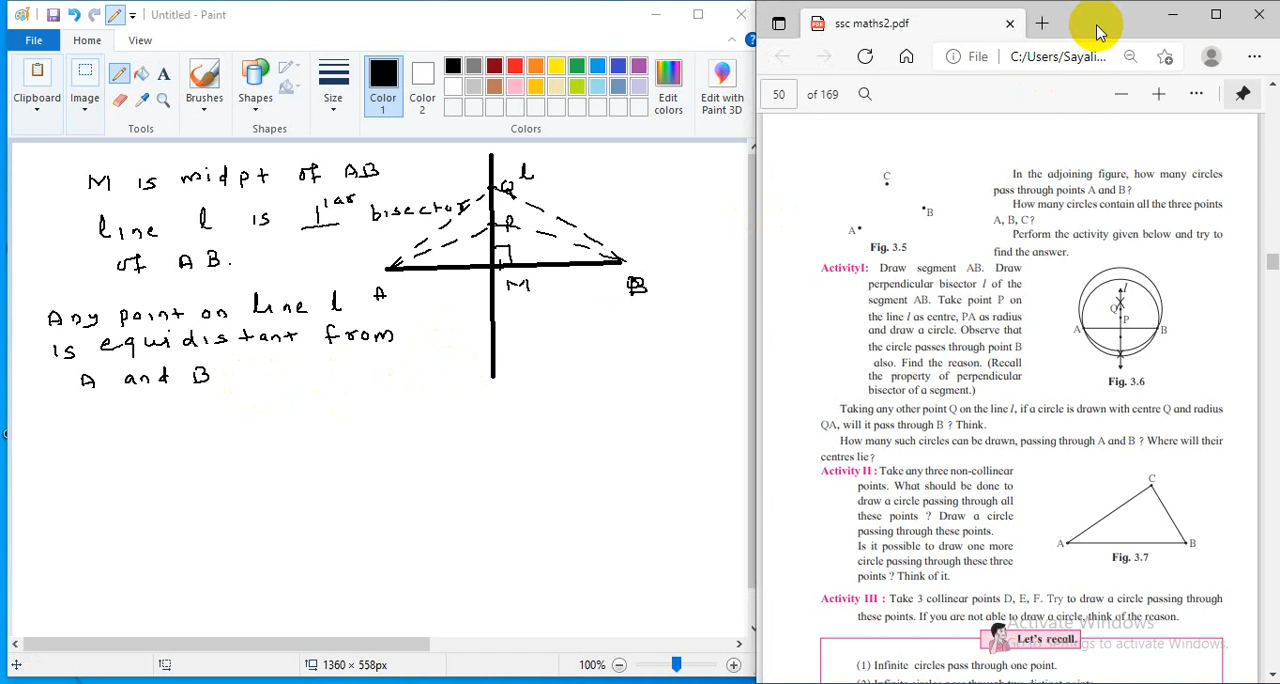 Untitled - Paint
File
Home
View
Clipboard
Image
Tools
Brushes
Shapes
Shapes
Size
Color 1
Color 2
Edit colors
Edit with Paint 3D
Colors
M is midpt of AB
line l is ⊥lar bisector
of AB.
Any point on line l
is equidistant from
A and B
l
Q
P
A
M
B
1360 × 558px
100%
ssc maths2.pdf
File
C:/Users/Sayali...
50
of 169
C
B
A
Fig. 3.5
In the adjoining figure, how many circles
pass through points A and B?
How many circles contain all the three points
A, B, C?
Perform the activity given below and try to
find the answer.
ActivityI: Draw segment AB. Draw
perpendicular bisector l of the
segment AB. Take point P on
the line l as centre, PA as radius
and draw a circle. Observe that
the circle passes through point B
also. Find the reason. (Recall
the property of perpendicular
bisector of a segment.)
l
Q
P
A
B
Fig. 3.6
Taking any other point Q on the line l, if a circle is drawn with centre Q and radius
QA, will it pass through B ? Think.
How many such circles can be drawn, passing through A and B ? Where will their
centres lie?
Activity II : Take any three non-collinear
points. What should be done to
draw a circle passing through all
these points ? Draw a circle
passing through these points.
Is it possible to draw one more
circle passing through these three
points ? Think of it.
C
A
B
Fig. 3.7
Activity III : Take 3 collinear points D, E, F. Try to draw a circle passing through
these points. If you are not able to draw a circle, think of the reason.
Activate Windows
Go to Settings to activate Windows.
Let's recall.
(1) Infinite circles pass through one point.
(2) Infinite circles pass through two distinct points.